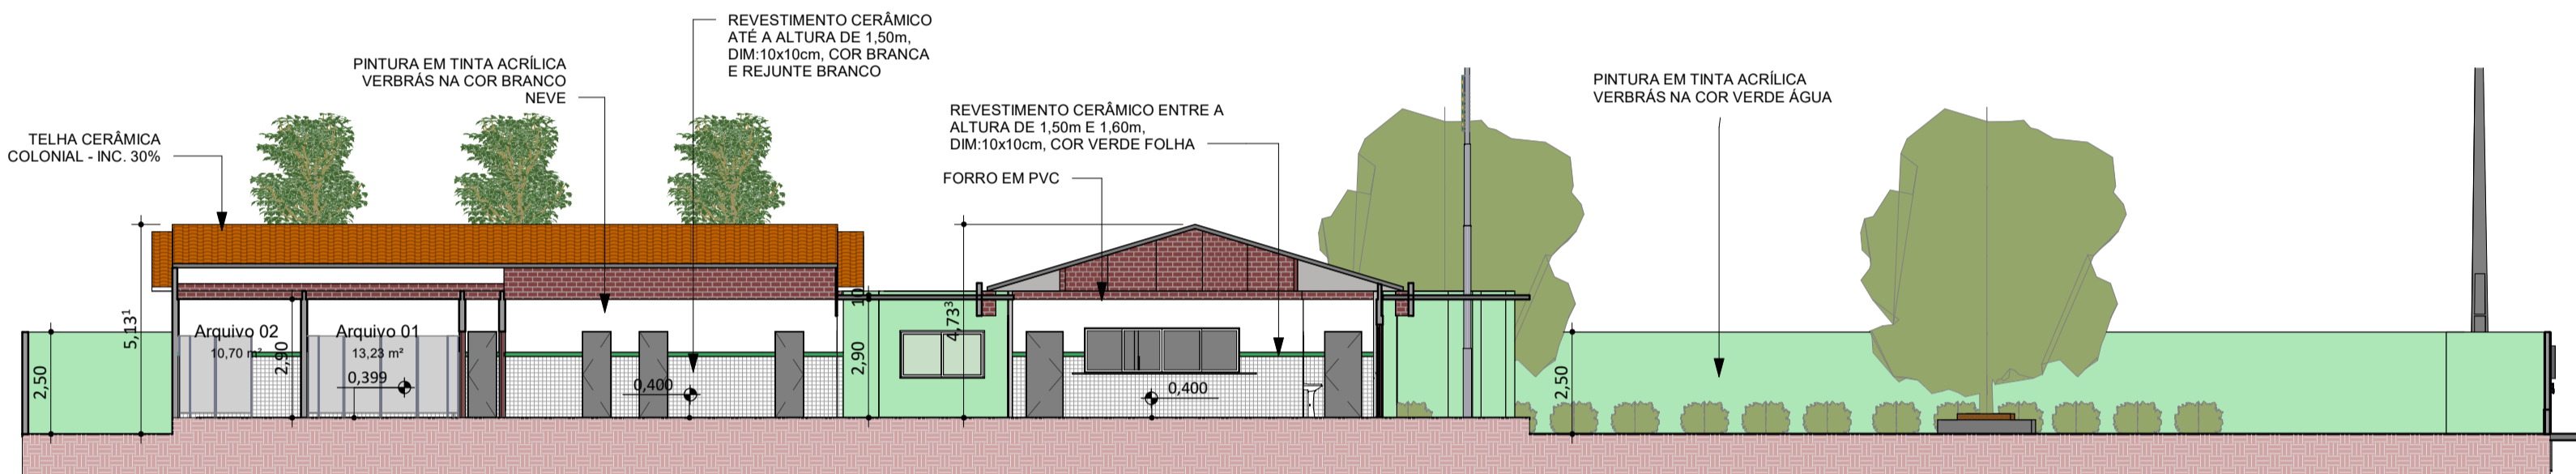 REVESTIMENTO CERÂMICO
ATÉ A ALTURA DE 1,50m,
DIM:10x10cm, COR BRANCA
E REJUNTE BRANCO
PINTURA EM TINTA ACRÍLICA
VERBRÁS NA COR BRANCO
NEVE
PINTURA EM TINTA ACRÍLICA
VERBRÁS NA COR VERDE ÁGUA
REVESTIMENTO CERÂMICO ENTRE A
ALTURA DE 1,50m E 1,60m,
DIM:10x10cm, COR VERDE FOLHA
TELHA CERÂMICA
COLONIAL - INC. 30%
FORRO EM PVC
5,13¹
4,73³
10
Arquivo 02
10,70 m²
Arquivo 01
13,23 m²
2,90
2,90
2,50
0,399
0,400
0,400
2,50